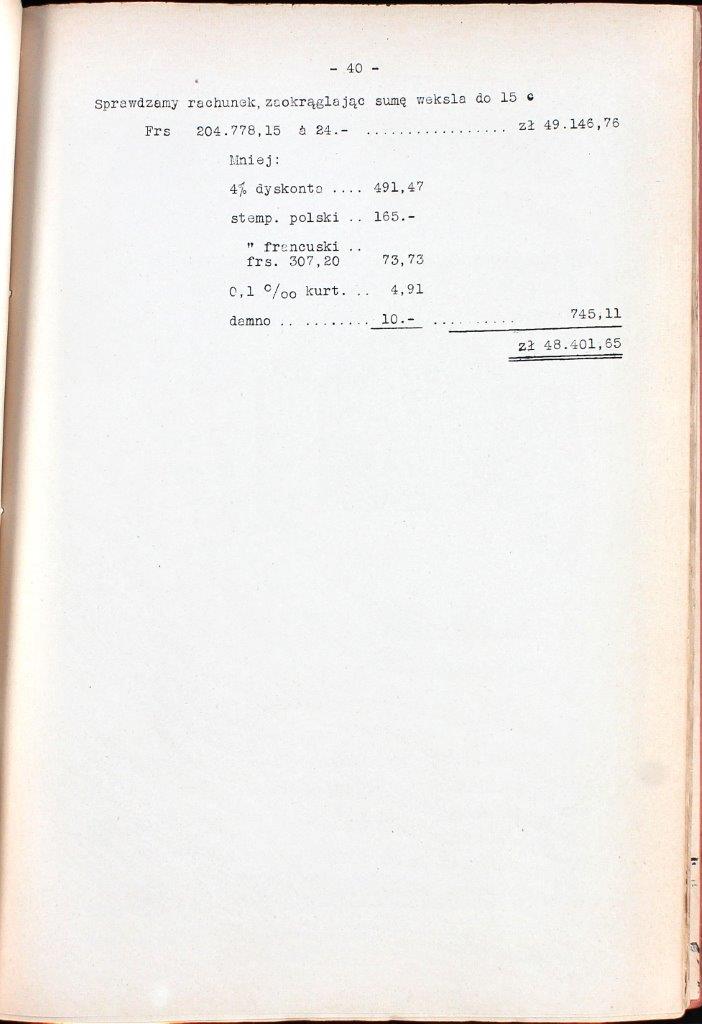 - 40 -
Sprawdzamy rachunek, zaokrąglając sumę weksla do 15 c
Frs 204.778,15 à 24.- ................. zł 49.146,76
Mniej:
4% dyskonto .... 491,47
stemp. polski .. 165.-
" francuski ..
frs. 307,20 73,73
0,1 º/oo kurt. .. 4,91
damno .. ........ 10.- .. ......... 745,11
zł 48.401,65